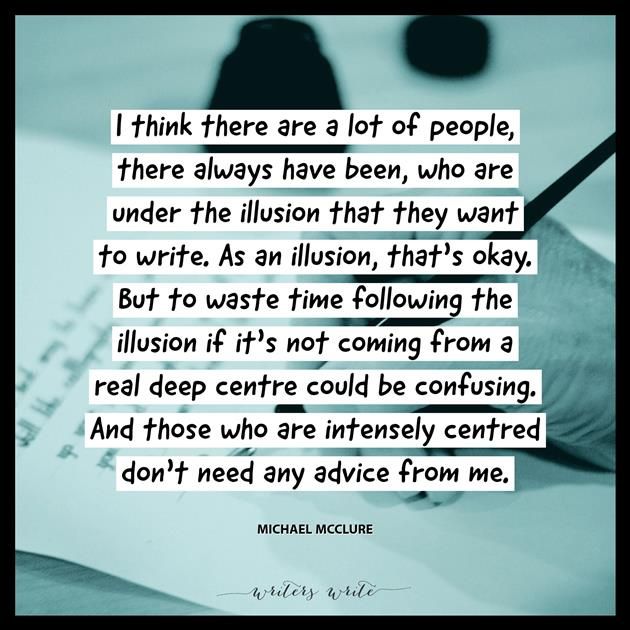 I think there are a lot of people,
there always have been, who are
under the illusion that they want
to write. As an illusion, that's okay.
But to waste time following the
illusion if it's not coming from a
real deep centre could be confusing.
And those who are intensely centred
don't need any advice from me.
MICHAEL MCCLURE
writers write